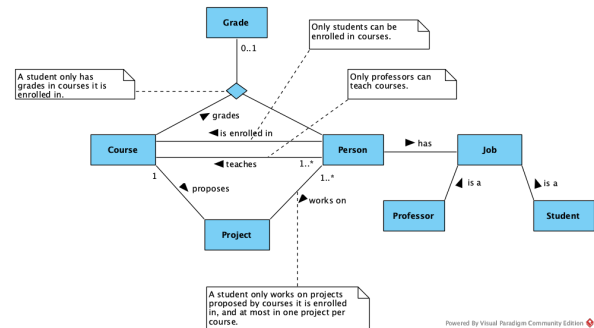 Grade
0..1
Only students can be
enrolled in courses.
A student only has
grades in courses it is
enrolled in.
Only professors can
teach courses.
grades
is enrolled in
Course
Person
has
Job
teaches
1..*
1
1..*
proposes
works on
is a
is a
Professor
Student
Project
A student only works on projects
proposed by courses it is enrolled
in, and at most in one project per
course.
Powered By Visual Paradigm Community Edition